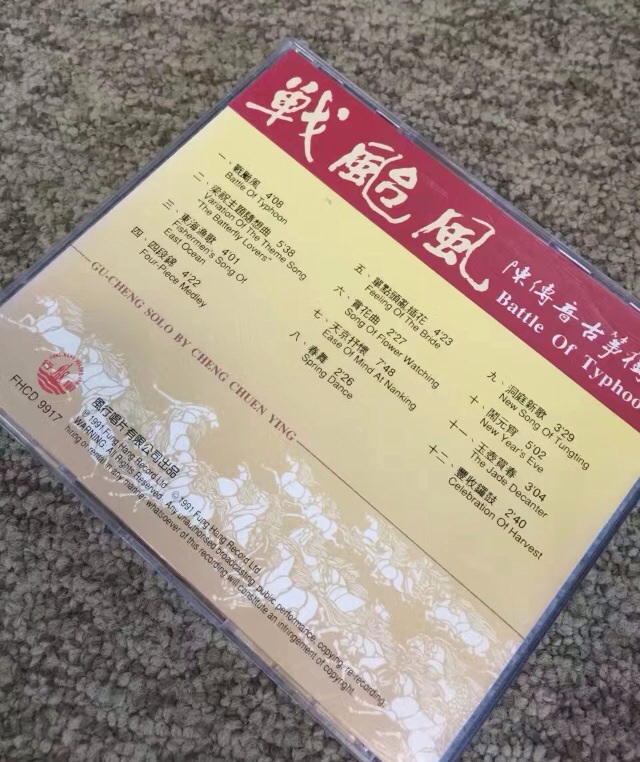 戰颱風
陳傳音古箏
Battle Of Typhoo
一、戰颱風 4'08
Battle Of Typhoon
二、梁祝主題隨想曲 5'38
Variation Of The Theme Song
"The Batterfly Lovers"
三、東海漁歌 4'01
Fishermen's Song Of
East Ocean
四、四段錦 4'22
Four-Piece Medley
五、單點頭亂插花 4'23
Feeling Of The Bride
六、賞花曲 2'27
Song Of Flower Watching
七、天京抒懷 7'48
Ease Of Mind At Nanking
八、春舞 2'26
Spring Dance
九、洞庭新歌 3'29
New Song Of Tungting
十、鬧元宵 5'02
New Year's Eve
十一、玉壺買春 3'04
The Jade Decanter
十二、豐收鑼鼓 2'40
Celebration Of Harvest
GU-CHENG SOLO BY CHENG CHUEN YING
FHCD 9917
風行唱片有限公司出品
℗ 1991 Fung Hang Record Ltd. © 1991 Fung Hang Record Ltd.
WARNING: All Rights Reserved. Any unauthorised broadcasting, public performance, copying, re-recording,
hiring or rental in any manner whatsoever of this recording will constitute an infringement of copyright.